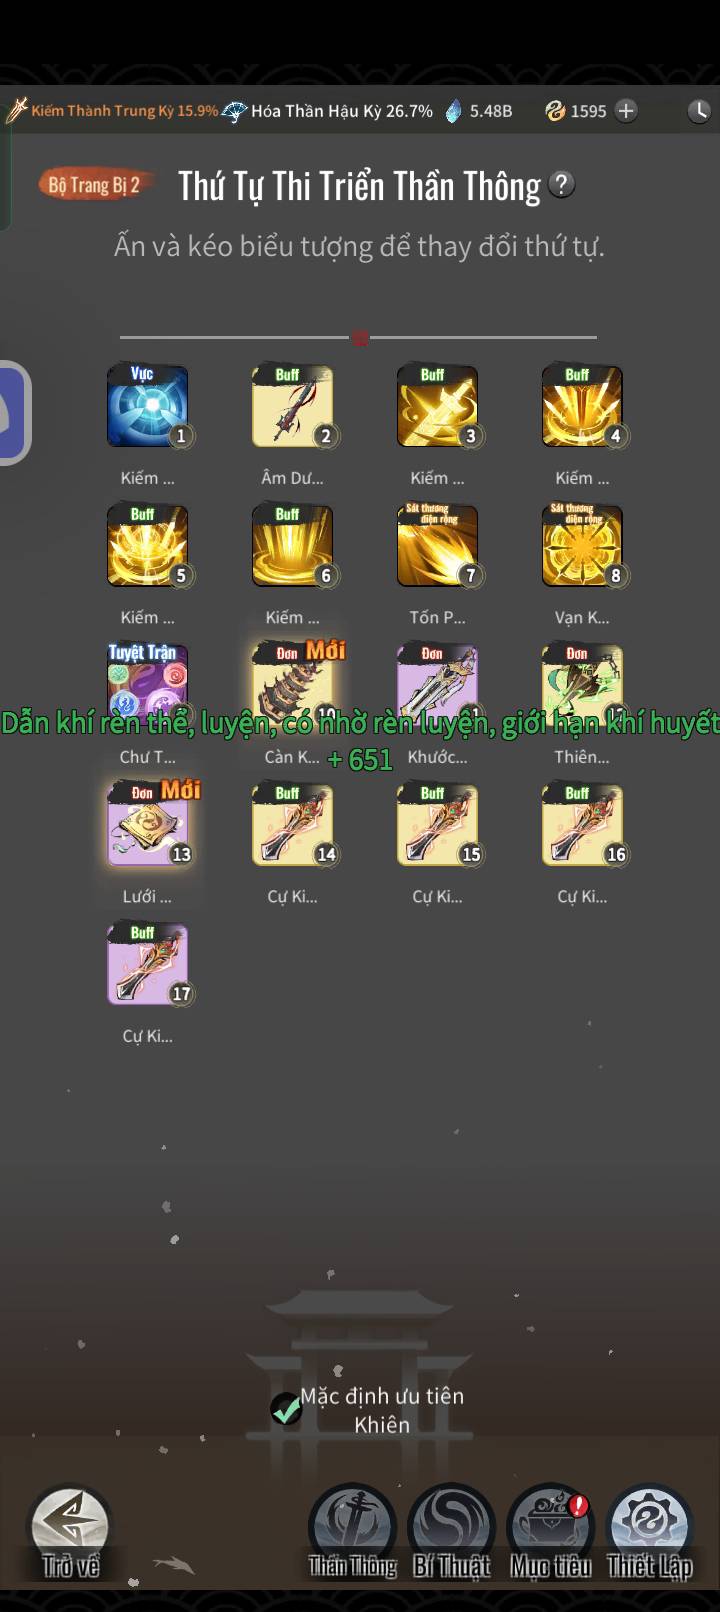 Kiếm Thành Trung Kỳ 15.9% Hóa Thần Hậu Kỳ 26.7% 5.48B 1595
Bộ Trang Bị 2 Thứ Tự Thi Triển Thần Thông ?
Ấn và kéo biểu tượng để thay đổi thứ tự.
Vực Buff Buff Buff
1 2 3 4
Kiếm ... Âm Dư... Kiếm ... Kiếm ...
Buff Buff Sát thương diện rộng Sát thương diện rộng
5 6 7 8
Kiếm ... Kiếm ... Tốn P... Vạn K...
Tuyệt Trận Đơn Mới Đơn Đơn
Dẫn khí rèn thể, luyện, có nhờ rèn luyện, giới hạn khí huyết
+ 651
Chư T... Càn K... Khước... Thiên...
Đơn Mới Buff Buff Buff
13 14 15 16
Lưới ... Cự Ki... Cự Ki... Cự Ki...
Buff
17
Cự Ki...
Mặc định ưu tiên
Khiên
Trở về Thần Thông Bí Thuật Mục tiêu Thiết Lập